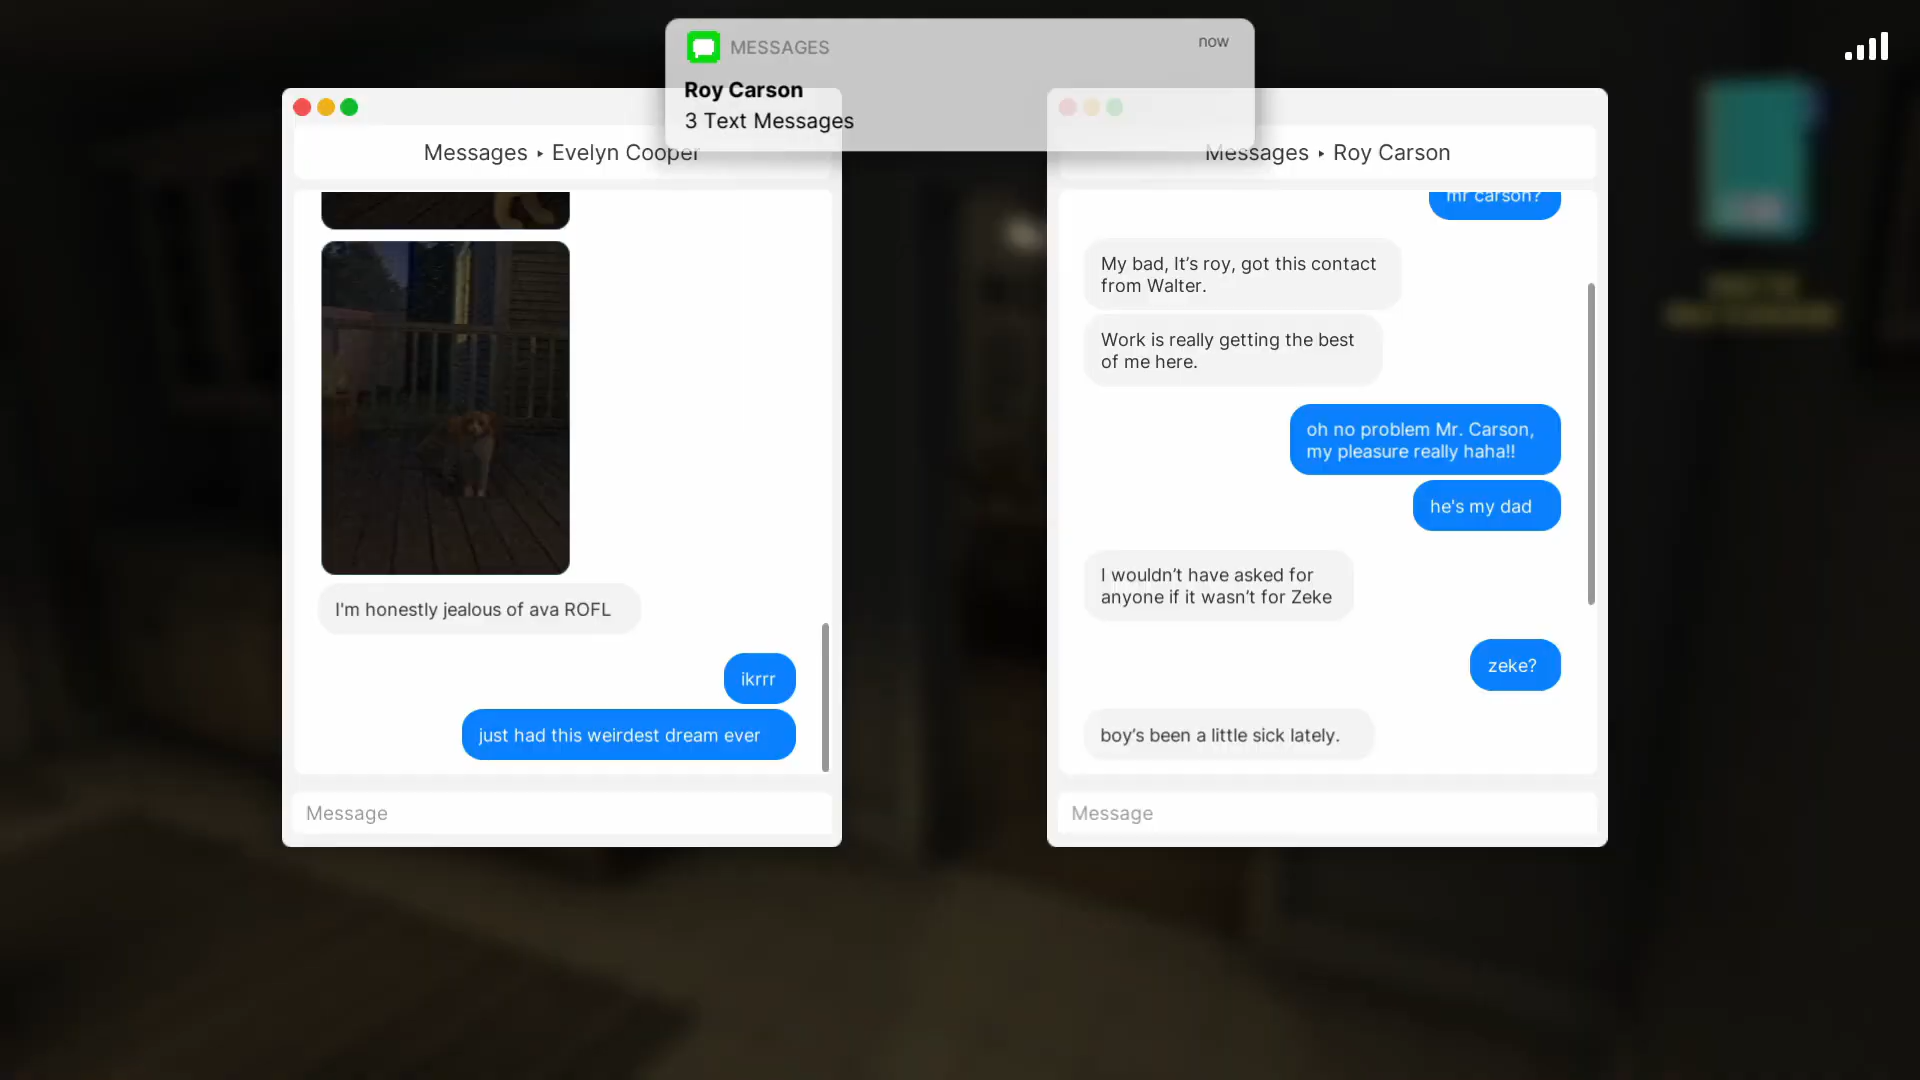 MESSAGES
now
Roy Carson
3 Text Messages
Messages ‣ Evelyn Cooper
I'm honestly jealous of ava ROFL
ikrrr
just had this weirdest dream ever
Message
Messages ‣ Roy Carson
mr carson?
My bad, It’s roy, got this contact
from Walter.
Work is really getting the best
of me here.
oh no problem Mr. Carson,
my pleasure really haha!!
he's my dad
I wouldn’t have asked for
anyone if it wasn’t for Zeke
zeke?
boy’s been a little sick lately.
Message